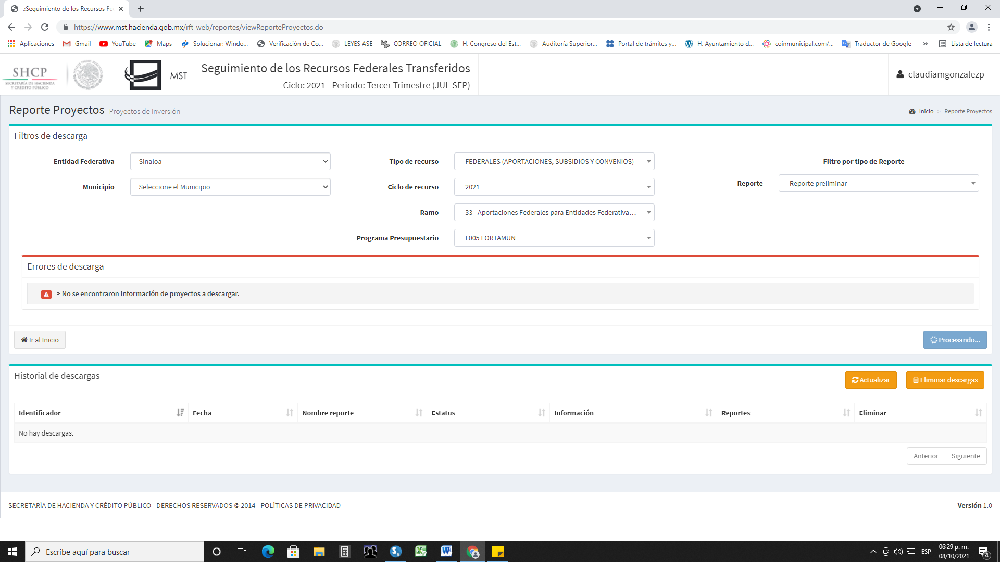 .:Seguimiento de los Recursos Fe
https://www.mst.hacienda.gob.mx/rft-web/reportes/viewReporteProyectos.do
Aplicaciones Gmail YouTube Maps Solucionar: Windo... Verificación de Co... LEYES ASE CORREO OFICIAL H. Congreso del Est... Auditoría Superior... Portal de trámites y... H. Ayuntamiento d... coinmunicipal.com/... Traductor de Google » Lista de lectura
SHCP
SECRETARÍA DE HACIENDA
Y CRÉDITO PÚBLICO
MST
Seguimiento de los Recursos Federales Transferidos
Ciclo: 2021 - Periodo: Tercer Trimestre (JUL-SEP)
claudiamgonzalezp
Reporte Proyectos Proyectos de Inversión
Inicio > Reporte Proyectos
Filtros de descarga
Entidad Federativa Sinaloa
Municipio Seleccione el Municipio
Tipo de recurso FEDERALES (APORTACIONES, SUBSIDIOS Y CONVENIOS)
Ciclo de recurso 2021
Ramo 33 - Aportaciones Federales para Entidades Federativa...
Programa Presupuestario I 005 FORTAMUN
Filtro por tipo de Reporte
Reporte Reporte preliminar
Errores de descarga
> No se encontraron información de proyectos a descargar.
Ir al Inicio
Procesando...
Historial de descargas
Actualizar
Eliminar descargas
Identificador Fecha Nombre reporte Estatus Información Reportes Eliminar
No hay descargas.
Anterior Siguiente
SECRETARÍA DE HACIENDA Y CRÉDITO PÚBLICO - DERECHOS RESERVADOS © 2014 - POLÍTICAS DE PRIVACIDAD
Versión 1.0
Escribe aquí para buscar
ESP
06:29 p. m.
08/10/2021
4